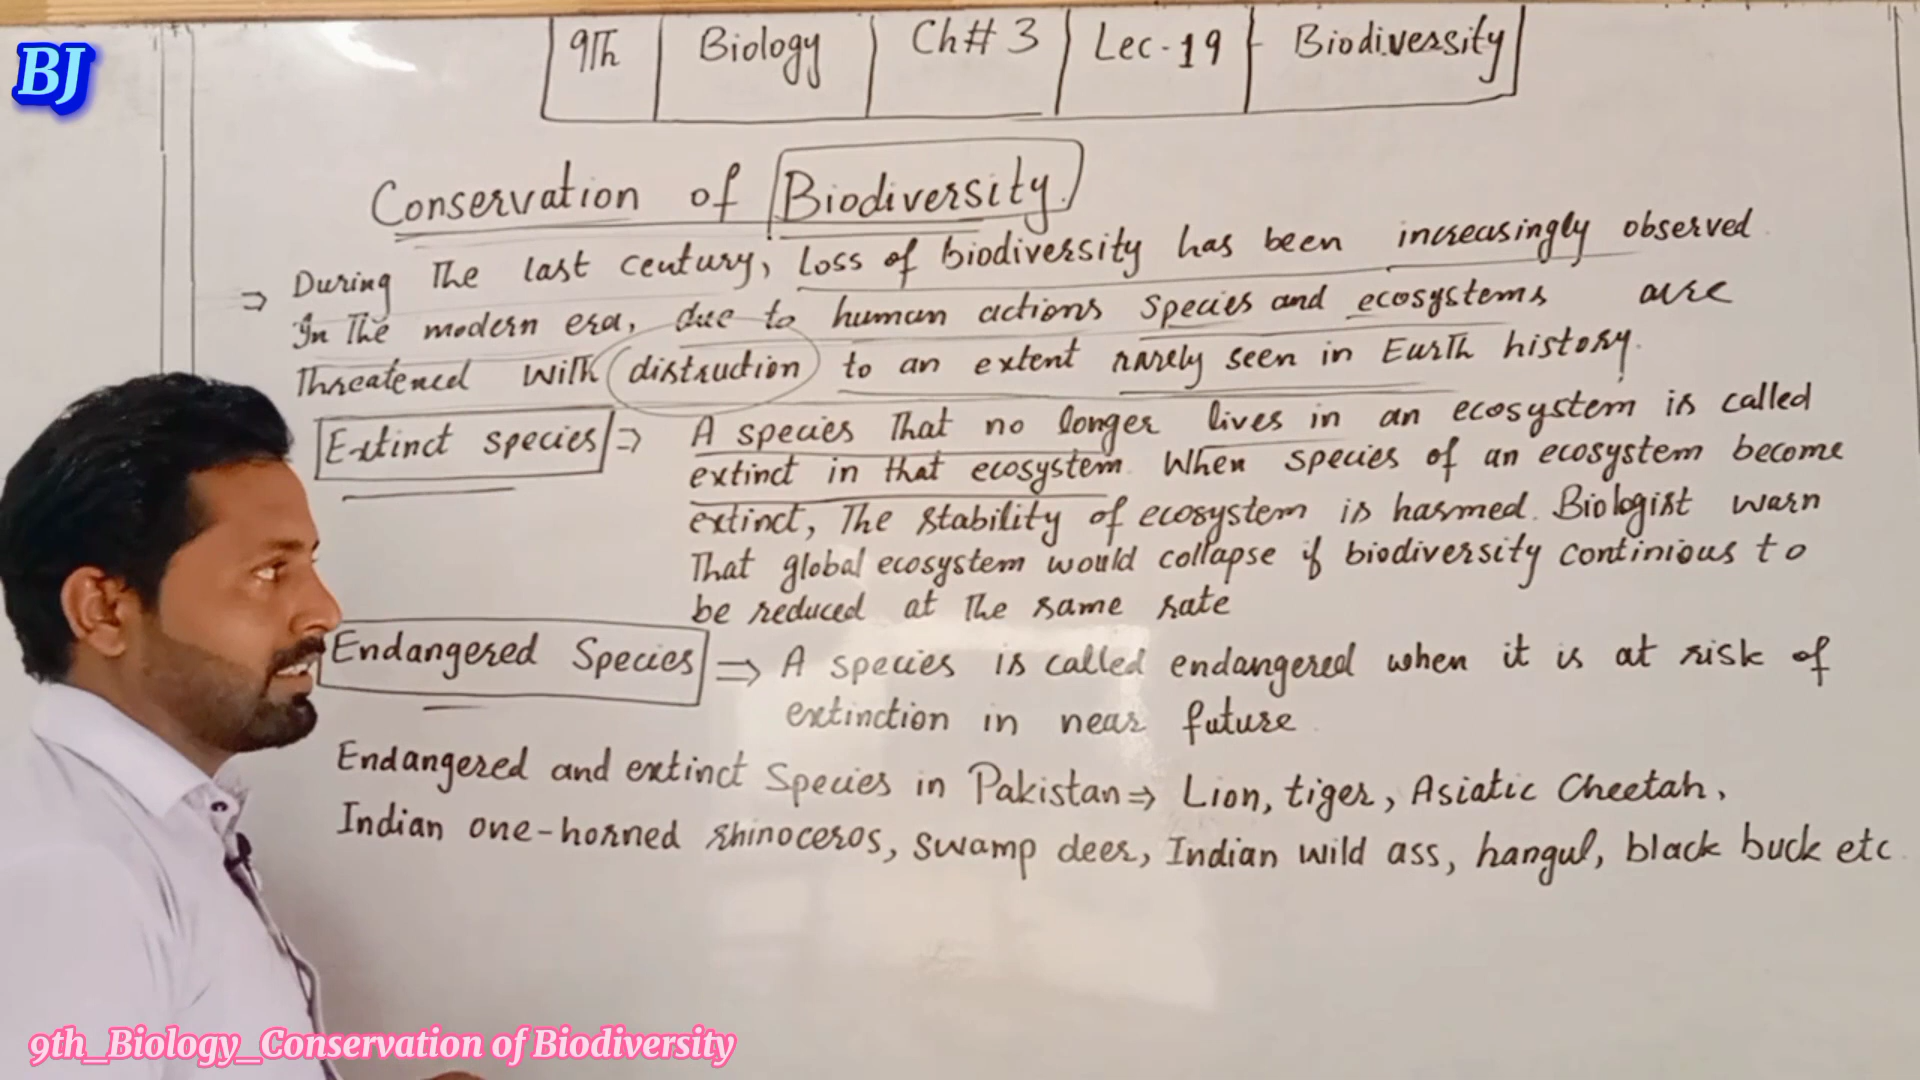 BJ
9Th Biology Ch# 3 Lec-19 Biodiversity
Conservation of Biodiversity
⇒ During The last century, loss of biodiversity has been increasingly observed
In The modern era, due to human actions species and ecosystems are
Threatened with distruction to an extent rarely seen in Earth history.
Extinct species ⇒ A species That no longer lives in an ecosystem is called
extinct in that ecosystem. When species of an ecosystem become
extinct, The stability of ecosystem is harmed. Biologist warn
That global ecosystem would collapse if biodiversity continious to
be reduced at The same rate
Endangered Species ⇒ A species is called endangered when it is at risk of
extinction in near future.
Endangered and extinct Species in Pakistan ⇒ Lion, tiger, Asiatic Cheetah,
Indian one-horned rhinoceros, swamp deer, Indian wild ass, hangul, black buck etc.
9th_Biology_Conservation of Biodiversity